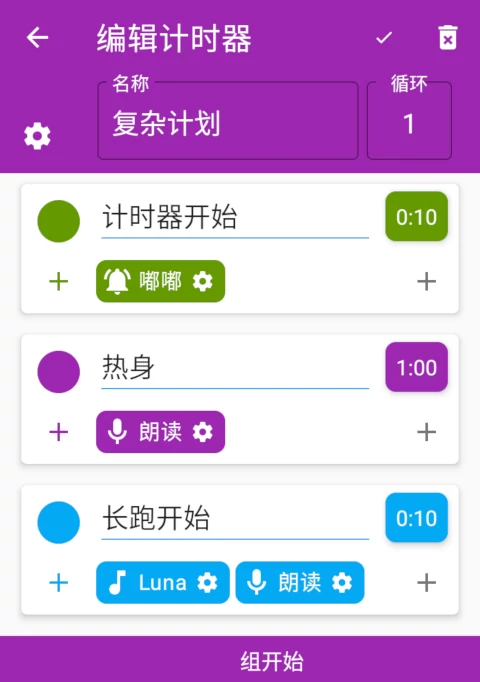 编辑计时器
名称
循环
复杂计划
1
计时器开始
0:10
嘟嘟
热身
1:00
朗读
长跑开始
0:10
Luna
朗读
组开始